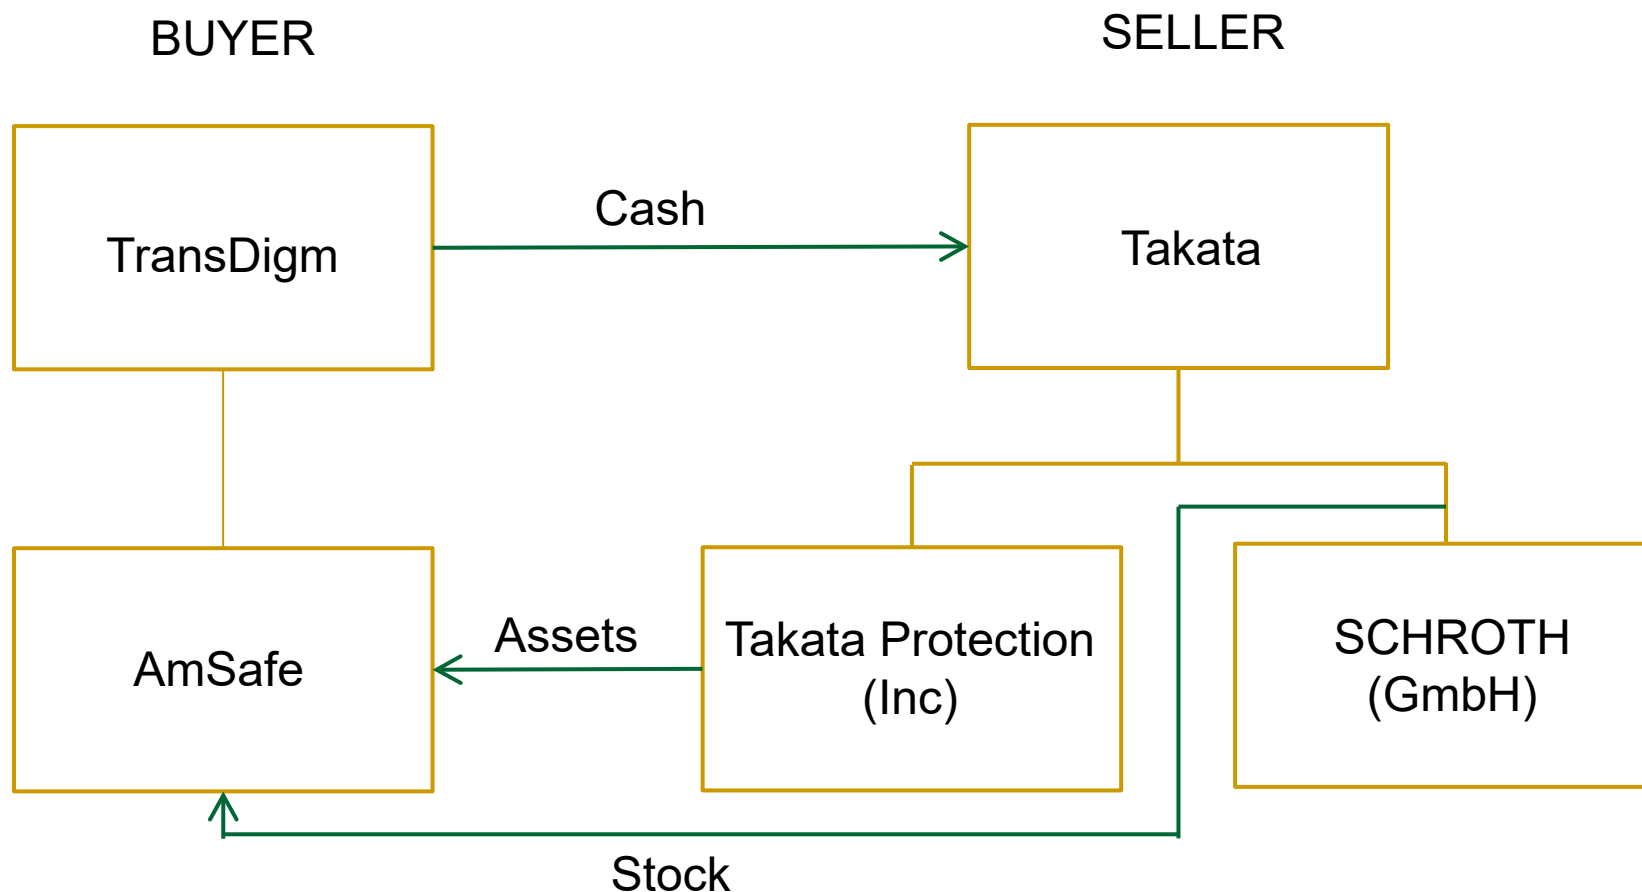 BUYER
SELLER
TransDigm
Cash
Takata
AmSafe
Assets
Takata Protection
(Inc)
SCHROTH
(GmbH)
Stock